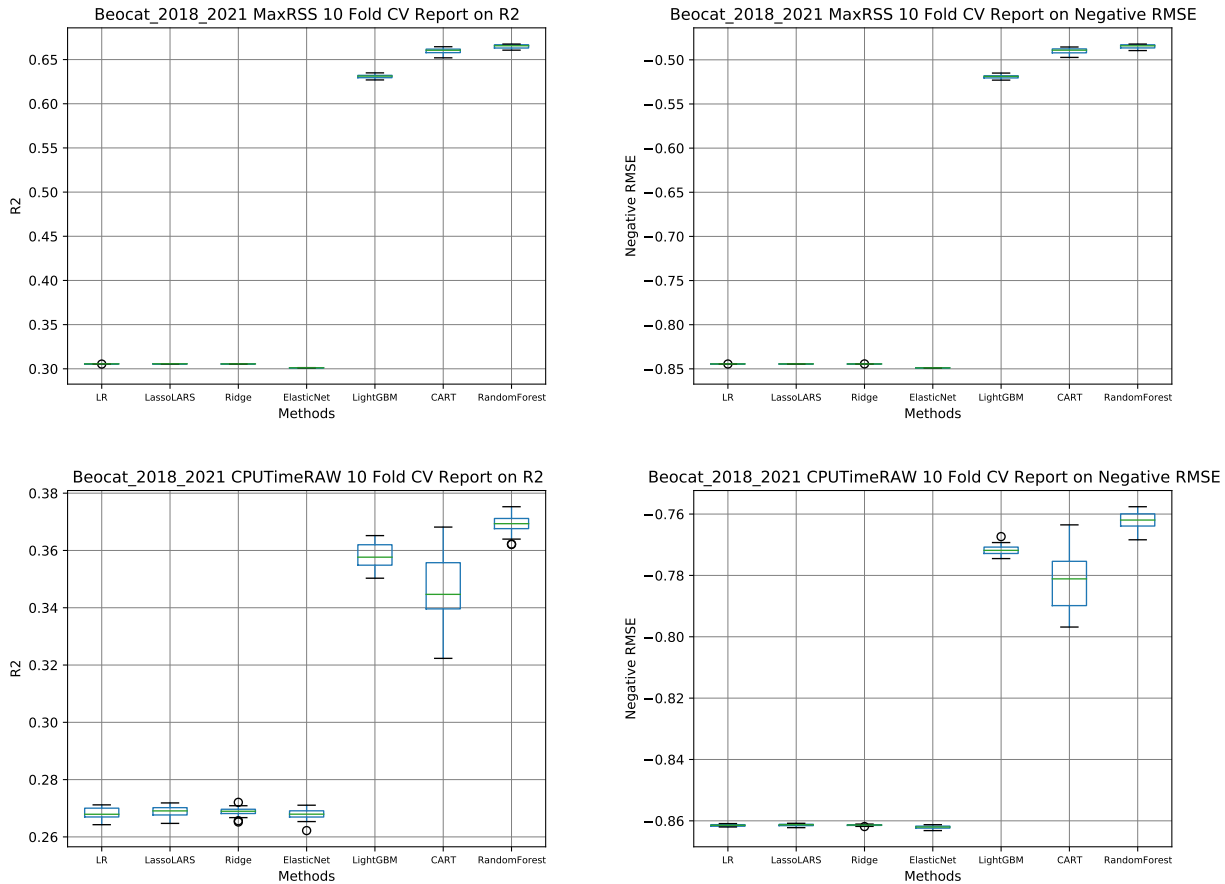 Beocat_2018_2021 MaxRSS 10 Fold CV Report on R2
0.65
0.60
0.55
0.50
0.45
0.40
0.35
0.30
R2
LR LassoLARS Ridge ElasticNet LightGBM CART RandomForest
Methods
Beocat_2018_2021 MaxRSS 10 Fold CV Report on Negative RMSE
−0.50
−0.55
−0.60
−0.65
−0.70
−0.75
−0.80
−0.85
Negative RMSE
LR LassoLARS Ridge ElasticNet LightGBM CART RandomForest
Methods
Beocat_2018_2021 CPUTimeRAW 10 Fold CV Report on R2
0.38
0.36
0.34
0.32
0.30
0.28
0.26
R2
LR LassoLARS Ridge ElasticNet LightGBM CART RandomForest
Methods
Beocat_2018_2021 CPUTimeRAW 10 Fold CV Report on Negative RMSE
−0.76
−0.78
−0.80
−0.82
−0.84
−0.86
Negative RMSE
LR LassoLARS Ridge ElasticNet LightGBM CART RandomForest
Methods